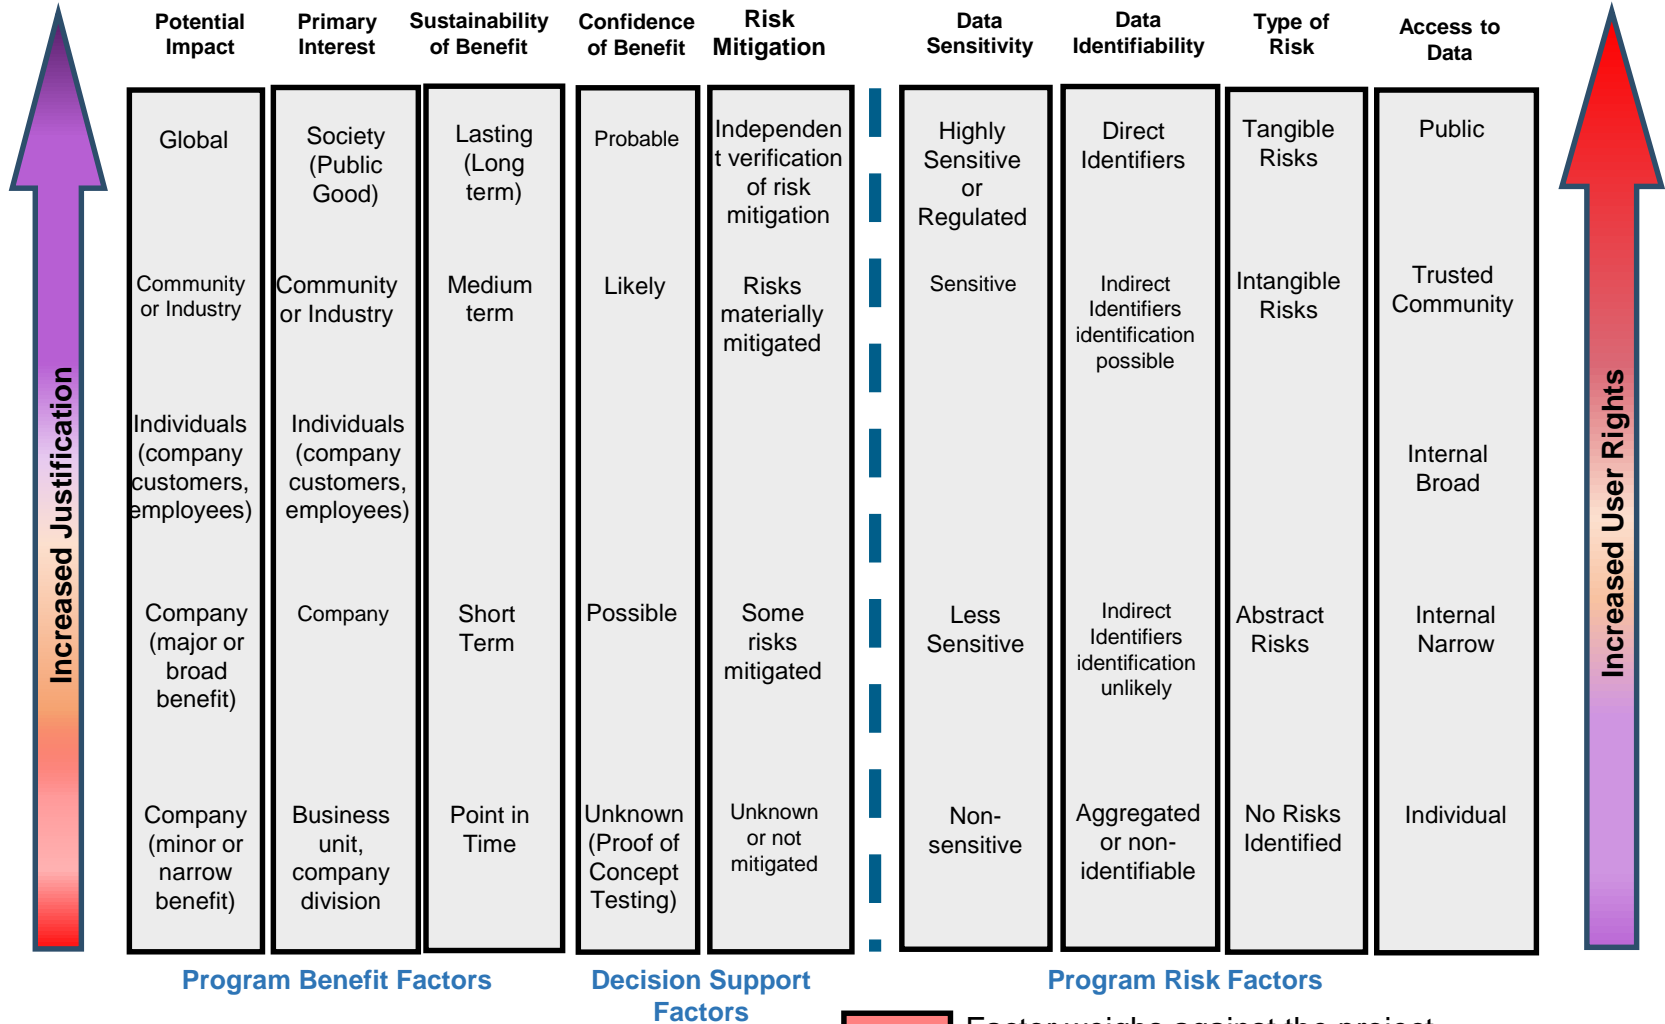 Potential
Impact
Primary
Interest
Sustainability
of Benefit
Confidence
of Benefit
Risk
Mitigation
Data
Sensitivity
Data
Identifiability
Type of
Risk
Access to
Data
Increased Justification
Global
Community
or Industry
Individuals
(company
customers,
employees)
Company
(major or
broad
benefit)
Company
(minor or
narrow
benefit)
Society
(Public
Good)
Community
or Industry
Individuals
(company
customers,
employees)
Company
Business
unit,
company
division
Lasting
(Long
term)
Medium
term
Short
Term
Point in
Time
Probable
Likely
Possible
Unknown
(Proof of
Concept
Testing)
Independen
t verification
of risk
mitigation
Risks
materially
mitigated
Some
risks
mitigated
Unknown
or not
mitigated
Highly
Sensitive
or
Regulated
Sensitive
Less
Sensitive
Non-
sensitive
Direct
Identifiers
Indirect
Identifiers
identification
possible
Indirect
Identifiers
identification
unlikely
Aggregated
or non-
identifiable
Tangible
Risks
Intangible
Risks
Abstract
Risks
No Risks
Identified
Public
Trusted
Community
Internal
Broad
Internal
Narrow
Individual
Increased User Rights
Program Benefit Factors
Decision Support
Factors
Program Risk Factors
Factor weighs against the project